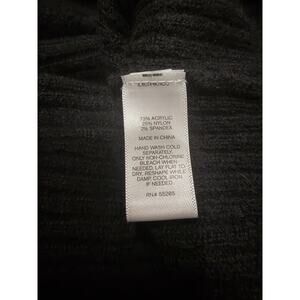 73% ACRYLIC
25% NYLON
2% SPANDEX
MADE IN CHINA
HAND WASH COLD
SEPARATELY.
ONLY NON-CHLORINE
BLEACH WHEN
NEEDED. LAY FLAT TO
DRY, RESHAPE WHILE
DAMP, COOL IRON
IF NEEDED.
RN# 55285